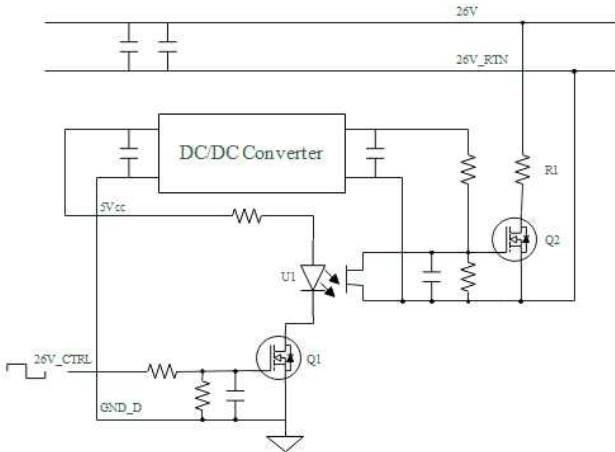 26V
26V_RTN
DC/DC Converter
R1
5Vcc
Q2
U1
26V_CTRL
Q1
GND_D